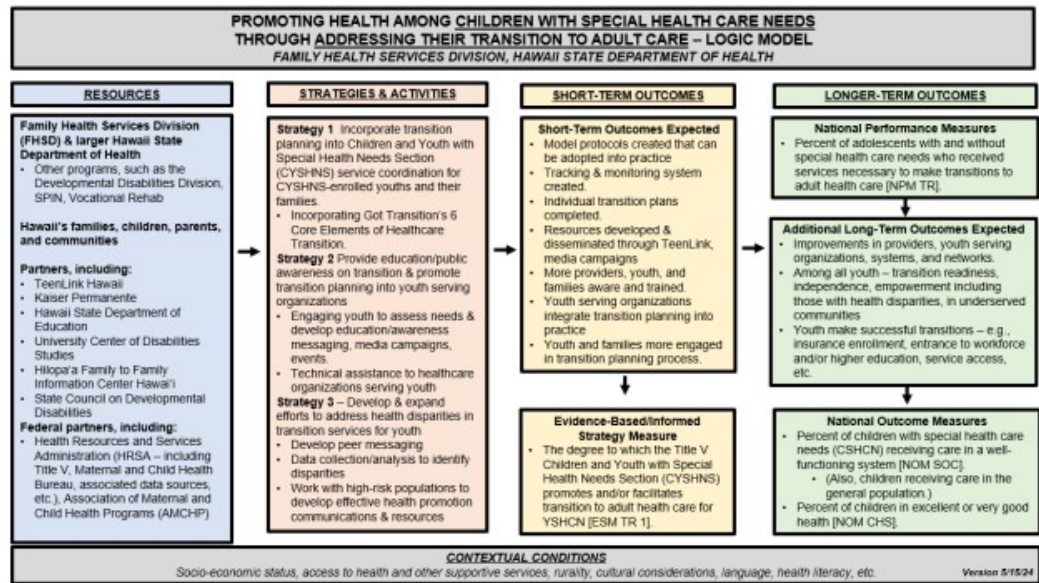 PROMOTING HEALTH AMONG CHILDREN WITH SPECIAL HEALTH CARE NEEDS
THROUGH ADDRESSING THEIR TRANSITION TO ADULT CARE – LOGIC MODEL
FAMILY HEALTH SERVICES DIVISION, HAWAII STATE DEPARTMENT OF HEALTH
RESOURCES
Family Health Services Division
(FHSD) & larger Hawaii State
Department of Health
• Other programs, such as the
Developmental Disabilities Division,
SPIN, Vocational Rehab
Hawaii's families, children, parents,
and communities
Partners, including:
• TeenLink Hawaii
• Kaiser Permanente
• Hawaii State Department of
Education
• University Center of Disabilities
Studies
• Hilopa'a Family to Family
Information Center Hawai'i
• State Council on Developmental
Disabilities
Federal partners, including:
• Health Resources and Services
Administration (HRSA – including
Title V, Maternal and Child Health
Bureau, associated data sources,
etc.), Association of Maternal and
Child Health Programs (AMCHP)
STRATEGIES & ACTIVITIES
Strategy 1 Incorporate transition
planning into Children and Youth with
Special Health Needs Section
(CYSHNS) service coordination for
CYSHNS-enrolled youths and their
families.
• Incorporating Got Transition's 6
Core Elements of Healthcare
Transition.
Strategy 2 Provide education/public
awareness on transition & promote
transition planning into youth serving
organizations
• Engaging youth to assess needs &
develop education/awareness
messaging, media campaigns,
events.
• Technical assistance to healthcare
organizations serving youth
Strategy 3 – Develop & expand
efforts to address health disparities in
transition services for youth
• Develop peer messaging
• Data collection/analysis to identify
disparities
• Work with high-risk populations to
develop effective health promotion
communications & resources
SHORT-TERM OUTCOMES
Short-Term Outcomes Expected
• Model protocols created that can
be adopted into practice
• Tracking & monitoring system
created.
• Individual transition plans
completed.
• Resources developed &
disseminated through TeenLink,
media campaigns
• More providers, youth, and
families aware and trained.
• Youth serving organizations
integrate transition planning into
practice
• Youth and families more engaged
in transition planning process.
Evidence-Based/Informed
Strategy Measure
• The degree to which the Title V
Children and Youth with Special
Health Needs Section (CYSHNS)
promotes and/or facilitates
transition to adult health care for
YSHCN [ESM TR 1].
LONGER-TERM OUTCOMES
National Performance Measures
• Percent of adolescents with and without
special health care needs who received
services necessary to make transitions to
adult health care [NPM TR].
Additional Long-Term Outcomes Expected
• Improvements in providers, youth serving
organizations, systems, and networks.
• Among all youth – transition readiness,
independence, empowerment including
those with health disparities, in underserved
communities
• Youth make successful transitions – e.g.,
insurance enrollment, entrance to workforce
and/or higher education, service access,
etc.
National Outcome Measures
• Percent of children with special health care
needs (CSHCN) receiving care in a well-
functioning system [NOM SOC].
• (Also, children receiving care in the
general population.)
• Percent of children in excellent or very good
health [NOM CHS].
CONTEXTUAL CONDITIONS
Socio-economic status, access to health and other supportive services, rurality, cultural considerations, language, health literacy, etc.
Version 5/15/24